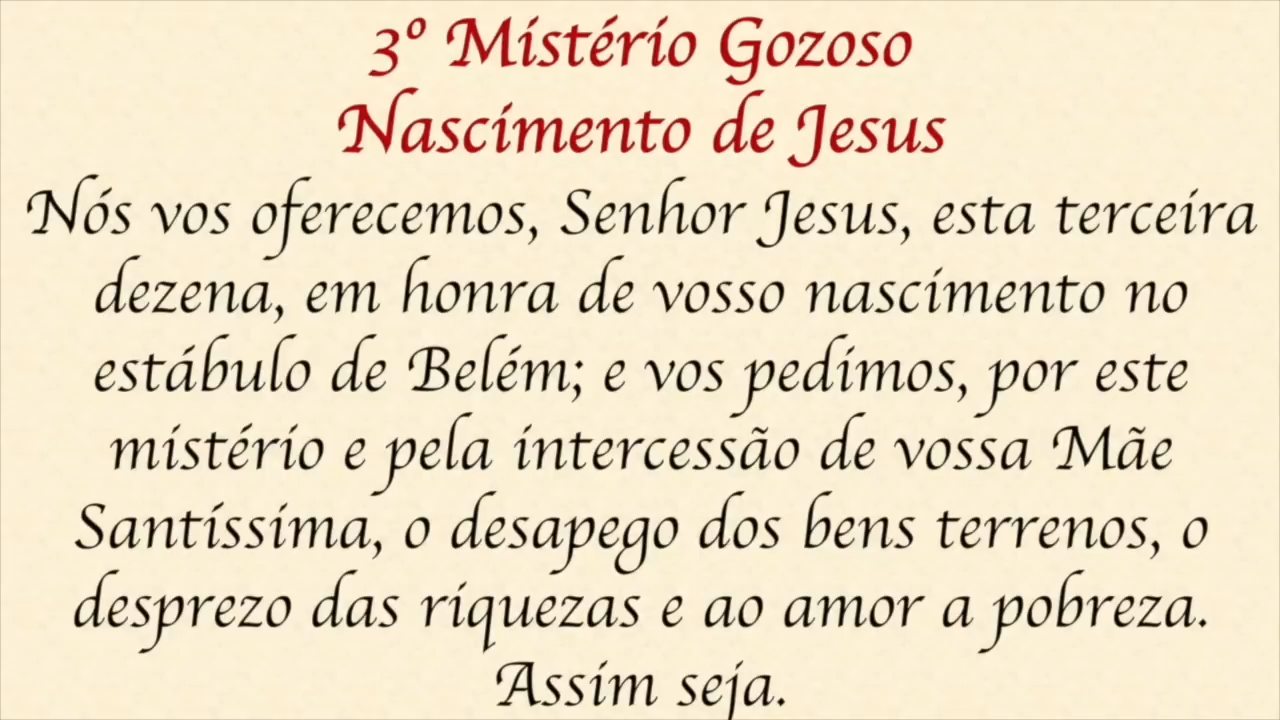 3º Mistério Gozoso
Nascimento de Jesus
Nós vos oferecemos, Senhor Jesus, esta terceira
dezena, em honra de vosso nascimento no
estábulo de Belém; e vos pedimos, por este
mistério e pela intercessão de vossa Mãe
Santíssima, o desapego dos bens terrenos, o
desprezo das riquezas e ao amor a pobreza.
Assim seja.